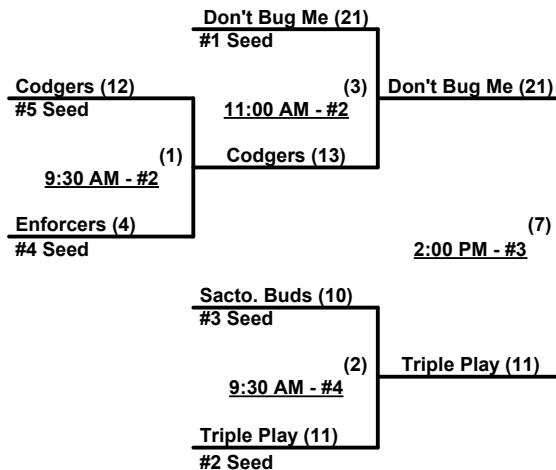 Don't Bug Me (21)
#1 Seed
Codgers (12)
#5 Seed
(3)
11:00 AM - #2
Don't Bug Me (21)
(1)
9:30 AM - #2
Codgers (13)
Enforcers (4)
#4 Seed
(7)
2:00 PM - #3
Sacto. Buds (10)
#3 Seed
(2)
9:30 AM - #4
Triple Play (11)
Triple Play (11)
#2 Seed